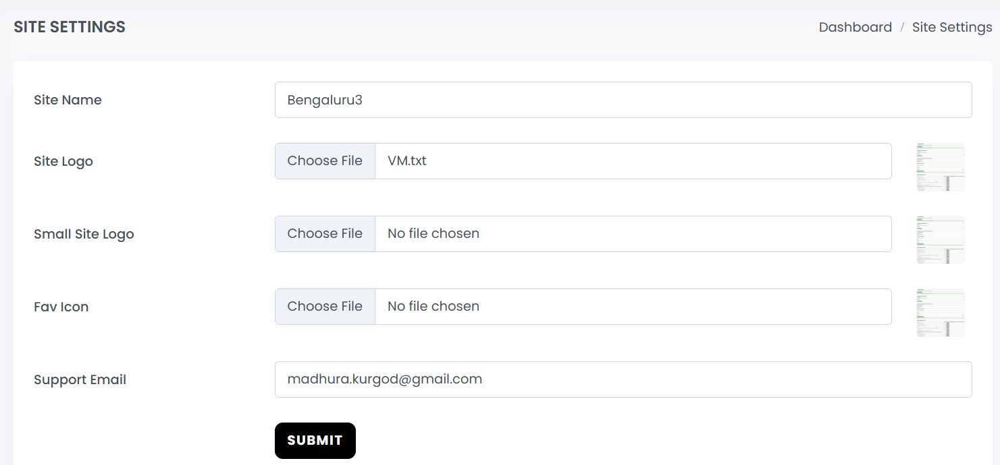 SITE SETTINGS
Dashboard / Site Settings
Site Name
Bengaluru3
Site Logo
Choose File VM.txt
Small Site Logo
Choose File No file chosen
Fav Icon
Choose File No file chosen
Support Email
madhura.kurgod@gmail.com
SUBMIT